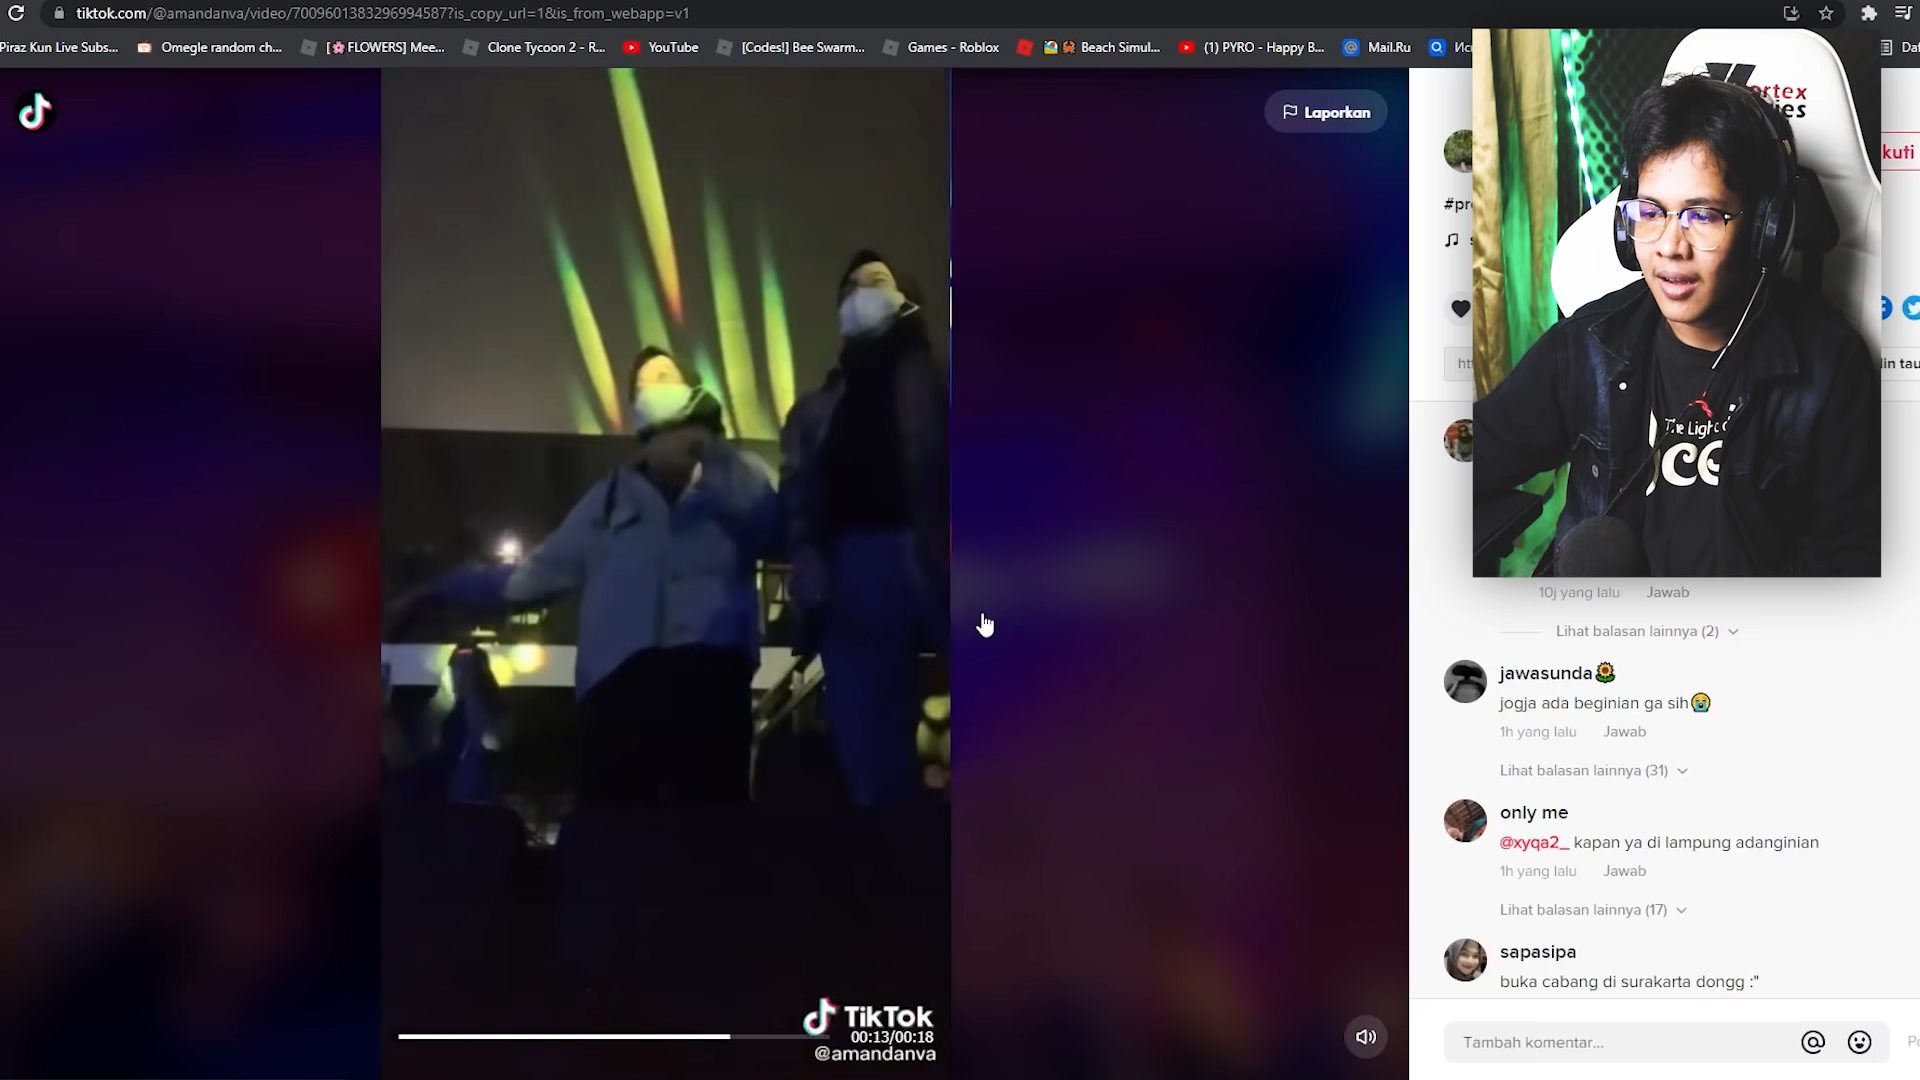 tiktok.com/@amandanva/video/7009601383296994587?is_copy_url=1&is_from_webapp=v1
Piraz Kun Live Subs...
Omegle random ch...
[🌸FLOWERS] Mee...
Clone Tycoon 2 - R...
YouTube
[Codes!] Bee Swarm...
Games - Roblox
Beach Simul...
(1) PYRO - Happy B...
Mail.Ru
Laporkan
kuti
#pr
The Light
jawasunda🌻
10j yang lalu Jawab
Lihat balasan lainnya (2)
jogja ada beginian ga sih😭
1h yang lalu Jawab
Lihat balasan lainnya (31)
only me
@xyqa2_ kapan ya di lampung adanginian
1h yang lalu Jawab
Lihat balasan lainnya (17)
sapasipa
buka cabang di surakarta dongg :"
TikTok
00:13/00:18
@amandanva
Tambah komentar...